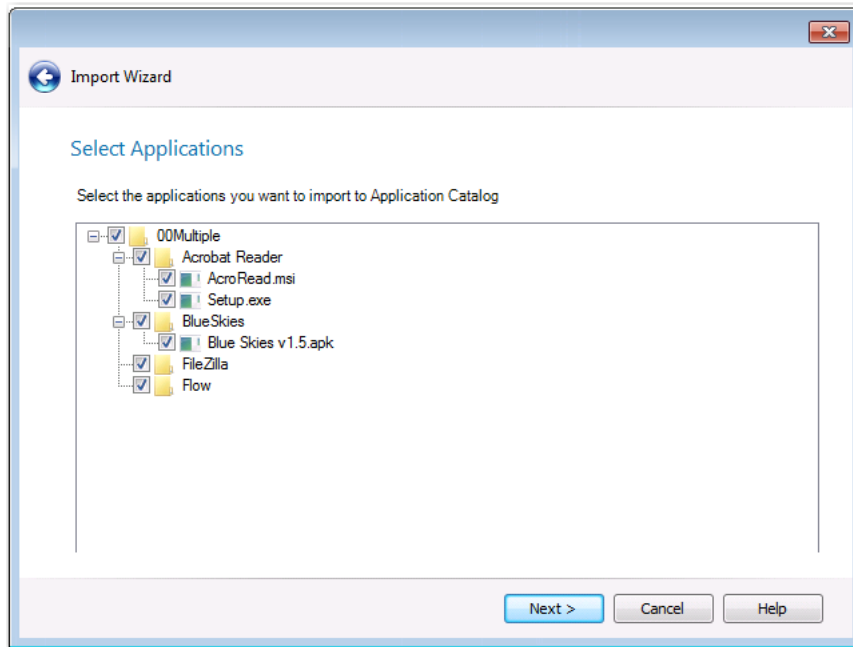 Import Wizard
Select Applications
Select the applications you want to import to Application Catalog
00Multiple
Acrobat Reader
AcroRead.msi
Setup.exe
BlueSkies
Blue Skies v1.5.apk
FileZilla
Flow
Next >
Cancel
Help